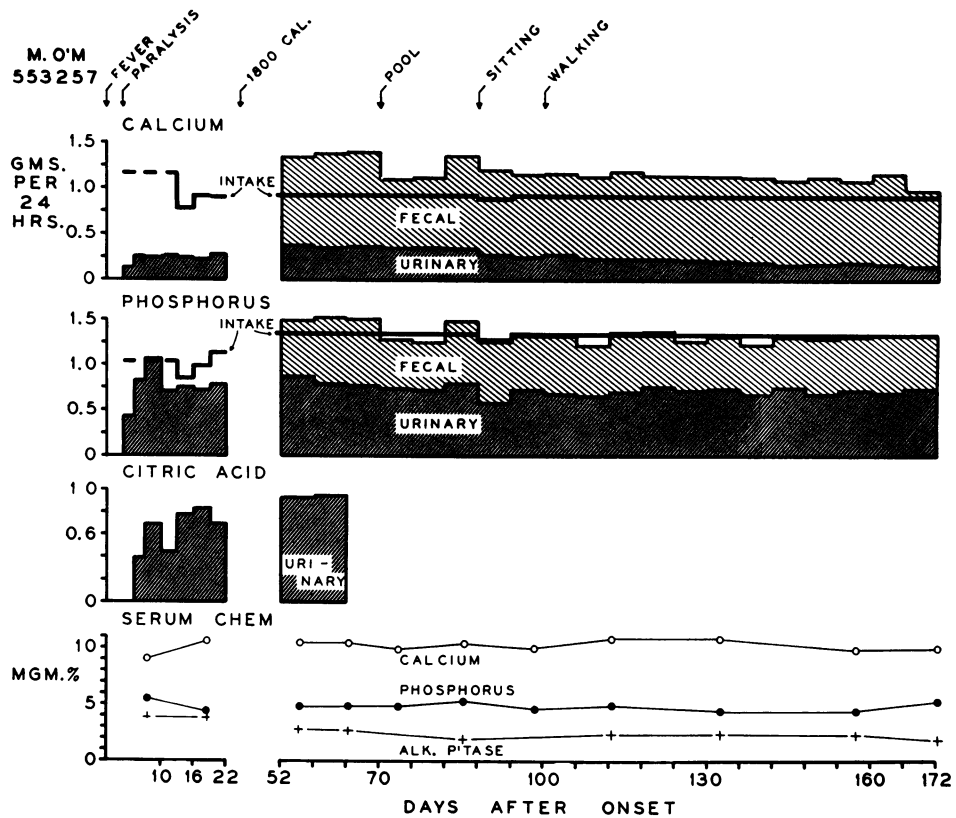 M. O'M
553257
FEVER
PARALYSIS
1800 CAL.
POOL
SITTING
WALKING
CALCIUM
GMS.
PER
24
HRS.
1.5
1.0
0.5
0
INTAKE
FECAL
URINARY
PHOSPHORUS
1.5
1.0
0.5
0
INTAKE
FECAL
URINARY
CITRIC ACID
1 0
0.6
0
URI -
NARY
SERUM CHEM
MGM.%
10
5
0
CALCIUM
PHOSPHORUS
ALK. P'TASE
10 16 22 52 70 100 130 160 172
DAYS AFTER ONSET